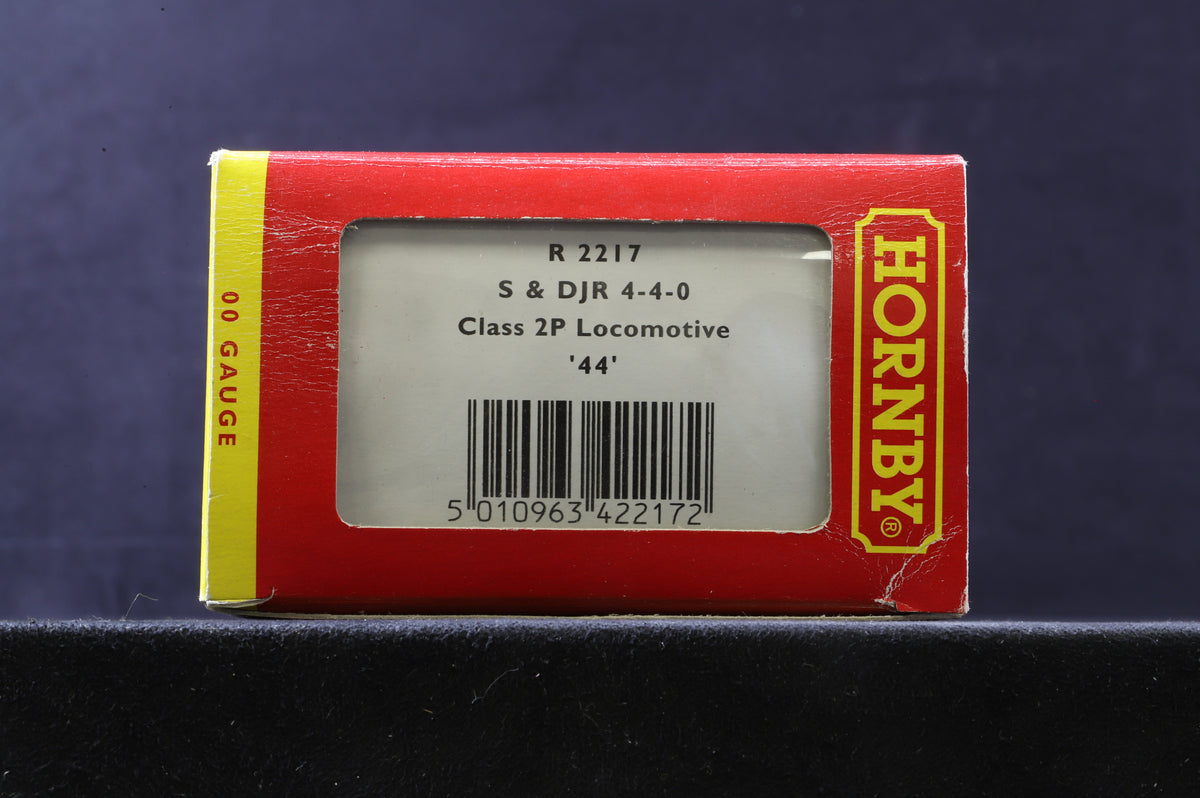 00 GAUGE
R 2217
S & DJR 4-4-0
Class 2P Locomotive
'44'
5 010963 422172
HORNBY®